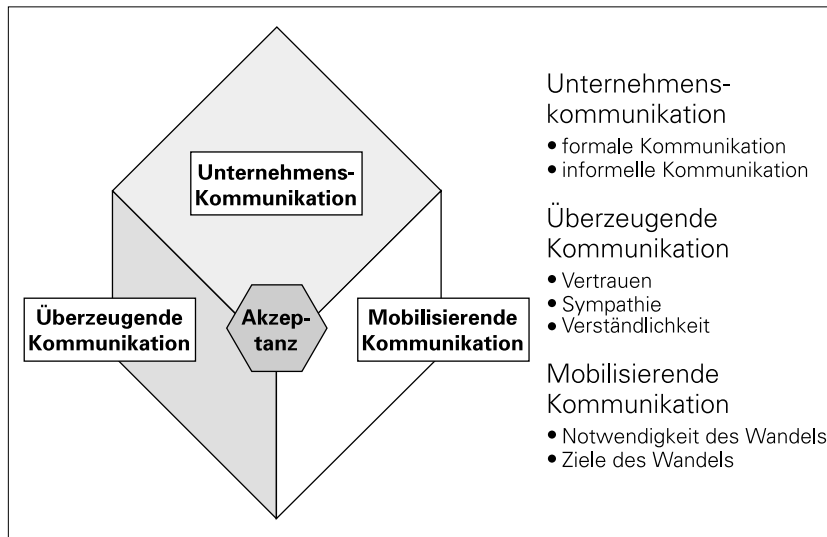 Unternehmens-
Kommunikation
Überzeugende
Kommunikation
Akzep-
tanz
Mobilisierende
Kommunikation
Unternehmens-
kommunikation
• formale Kommunikation
• informelle Kommunikation
Überzeugende
Kommunikation
• Vertrauen
• Sympathie
• Verständlichkeit
Mobilisierende
Kommunikation
• Notwendigkeit des Wandels
• Ziele des Wandels